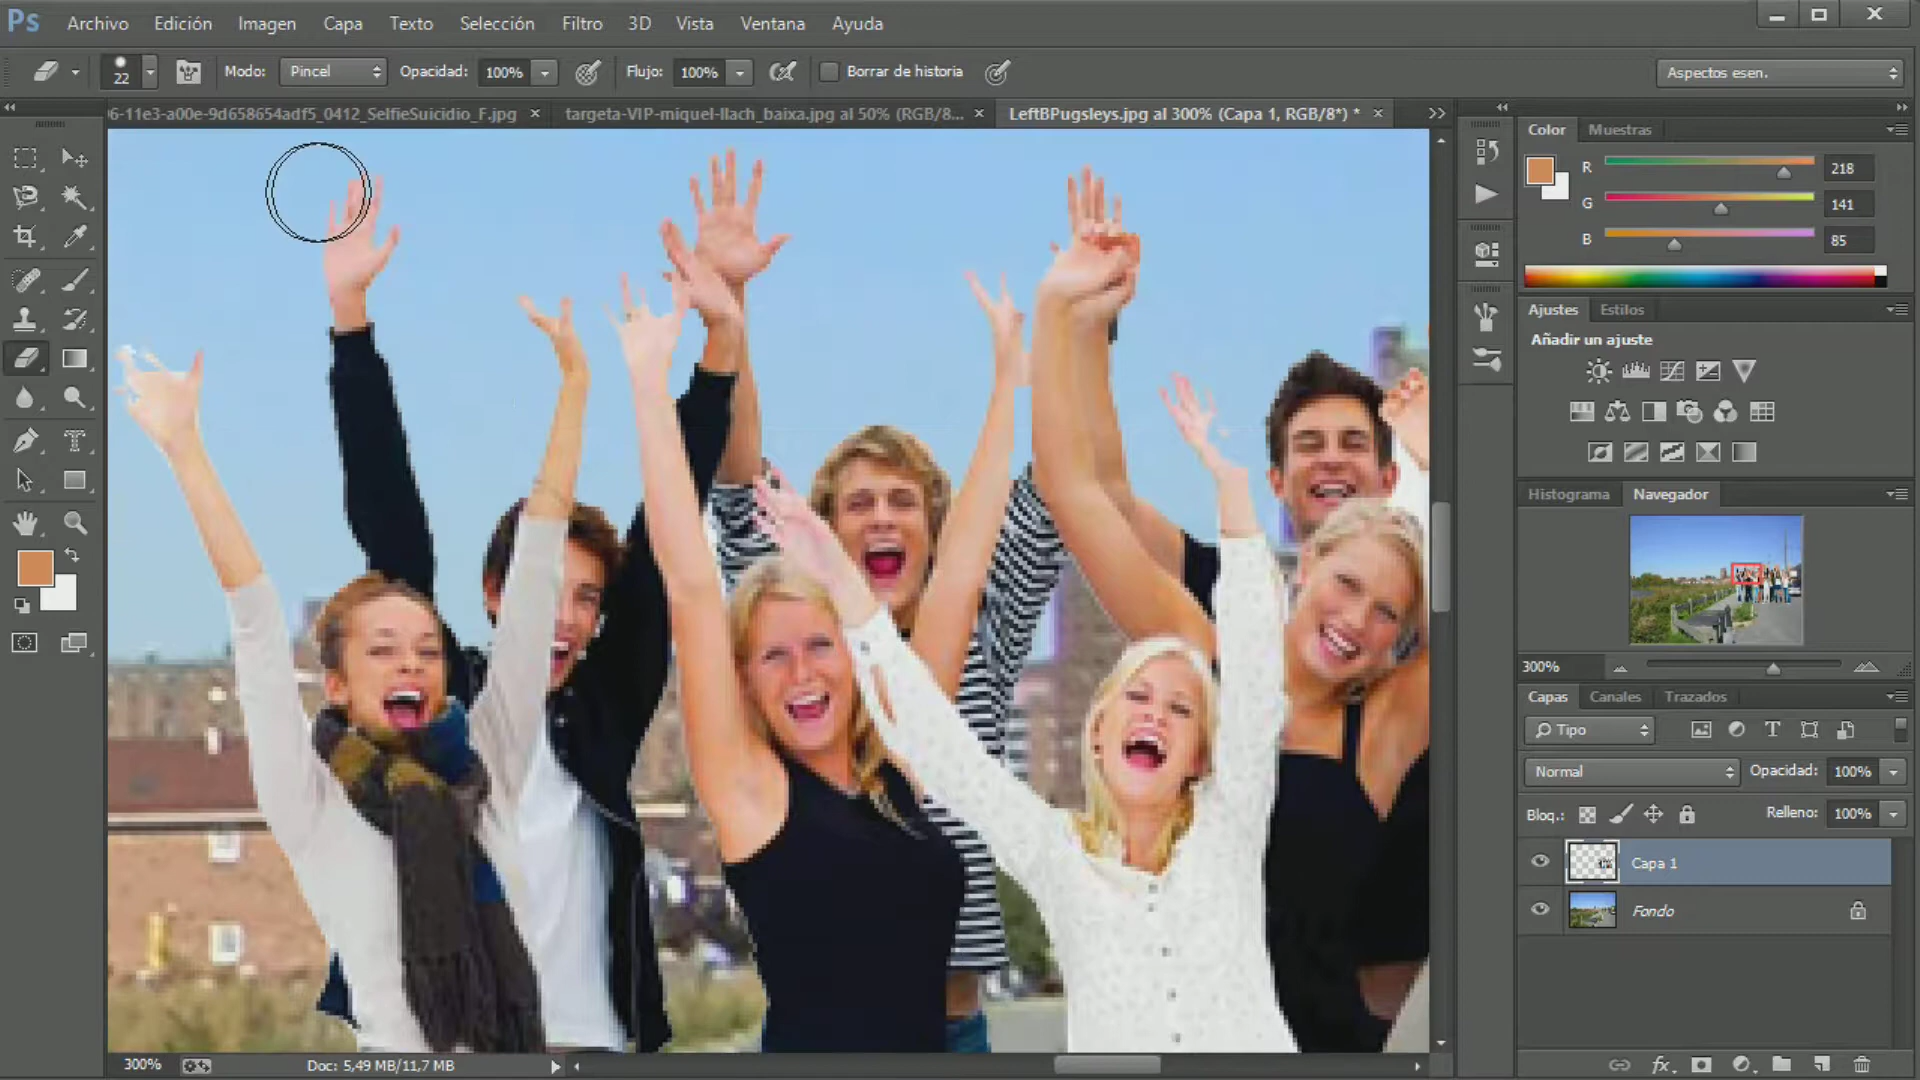 Ps Archivo Edición Imagen Capa Texto Selección Filtro 3D Vista Ventana Ayuda
22 Modo: Pincel Opacidad: 100% Flujo: 100% Borrar de historia Aspectos esen.
6-11e3-a00e-9d658654adf5_0412_SelfieSuicidio_F.jpg × targeta-VIP-miquel-llach_baixa.jpg al 50% (RGB/8... × LeftBPugsleys.jpg al 300% (Capa 1, RGB/8*) * ×
Color Muestras
R 218
G 141
B 85
Ajustes Estilos
Añadir un ajuste
Histograma Navegador
300%
Capas Canales Trazados
Tipo
Normal Opacidad: 100%
Bloq.: Relleno: 100%
Capa 1
Fondo
300% Doc: 5,49 MB/11,7 MB